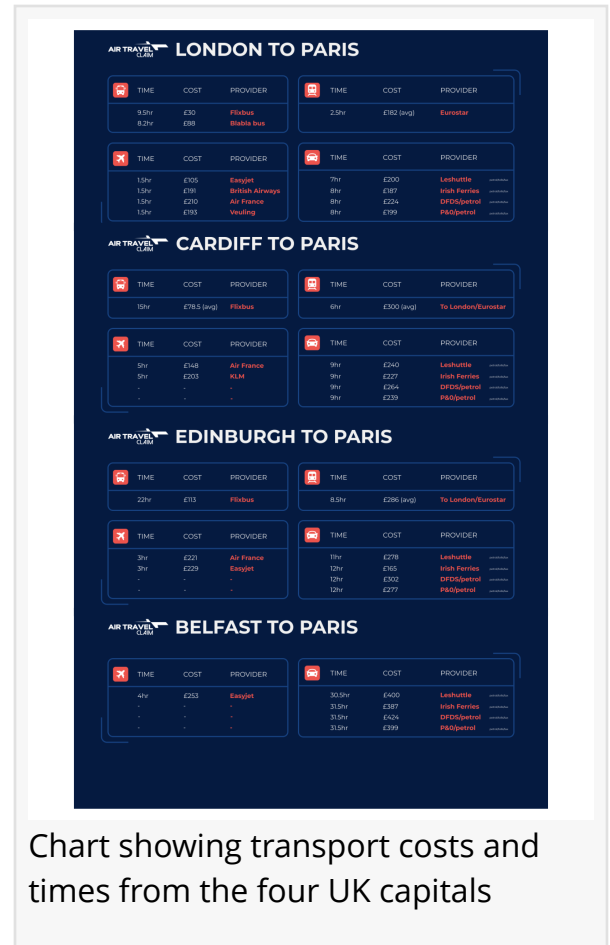 AIR TRAVEL CLAIM LONDON TO PARIS
TIME COST PROVIDER
9.5hr £30 Flixbus
8.2hr £88 Blabla bus
TIME COST PROVIDER
2.5hr £182 (avg) Eurostar
TIME COST PROVIDER
1.5hr £105 Easyjet
1.5hr £191 British Airways
1.5hr £210 Air France
1.5hr £193 Veuling
TIME COST PROVIDER
7hr £200 Leshuttle
8hr £187 Irish Ferries
8hr £224 DFDS/petrol
8hr £199 P&0/petrol
AIR TRAVEL CLAIM CARDIFF TO PARIS
TIME COST PROVIDER
15hr £78.5 (avg) Flixbus
TIME COST PROVIDER
6hr £300 (avg) To London/Eurostar
TIME COST PROVIDER
5hr £148 Air France
5hr £203 KLM
- - -
- - -
TIME COST PROVIDER
9hr £240 Leshuttle
9hr £227 Irish Ferries
9hr £264 DFDS/petrol
9hr £239 P&0/petrol
AIR TRAVEL CLAIM EDINBURGH TO PARIS
TIME COST PROVIDER
22hr £113 Flixbus
TIME COST PROVIDER
8.5hr £286 (avg) To London/Eurostar
TIME COST PROVIDER
3hr £221 Air France
3hr £229 Easyjet
- - -
- - -
TIME COST PROVIDER
11hr £278 Leshuttle
12hr £165 Irish Ferries
12hr £302 DFDS/petrol
12hr £277 P&0/petrol
AIR TRAVEL CLAIM BELFAST TO PARIS
TIME COST PROVIDER
4hr £253 Easyjet
- - -
- - -
- - -
TIME COST PROVIDER
30.5hr £400 Leshuttle
31.5hr £387 Irish Ferries
31.5hr £424 DFDS/petrol
31.5hr £399 P&0/petrol
Chart showing transport costs and
times from the four UK capitals